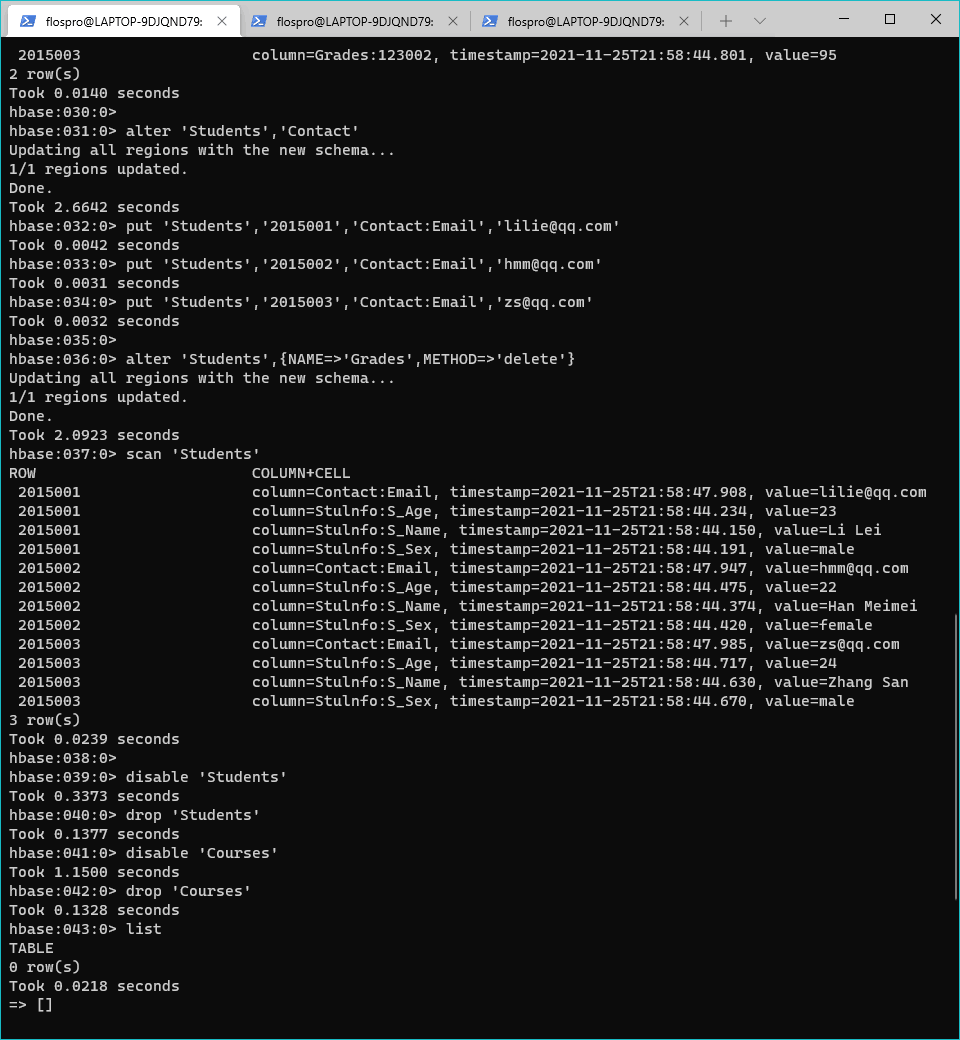 flospro@LAPTOP-9DJQND79: flospro@LAPTOP-9DJQND79: flospro@LAPTOP-9DJQND79:
2015003 column=Grades:123002, timestamp=2021-11-25T21:58:44.801, value=95
2 row(s)
Took 0.0140 seconds
hbase:030:0>
hbase:031:0> alter 'Students','Contact'
Updating all regions with the new schema...
1/1 regions updated.
Done.
Took 2.6642 seconds
hbase:032:0> put 'Students','2015001','Contact:Email','lilie@qq.com'
Took 0.0042 seconds
hbase:033:0> put 'Students','2015002','Contact:Email','hmm@qq.com'
Took 0.0031 seconds
hbase:034:0> put 'Students','2015003','Contact:Email','zs@qq.com'
Took 0.0032 seconds
hbase:035:0>
hbase:036:0> alter 'Students',{NAME=>'Grades',METHOD=>'delete'}
Updating all regions with the new schema...
1/1 regions updated.
Done.
Took 2.0923 seconds
hbase:037:0> scan 'Students'
ROW COLUMN+CELL
2015001 column=Contact:Email, timestamp=2021-11-25T21:58:47.908, value=lilie@qq.com
2015001 column=Stulnfo:S_Age, timestamp=2021-11-25T21:58:44.234, value=23
2015001 column=Stulnfo:S_Name, timestamp=2021-11-25T21:58:44.150, value=Li Lei
2015001 column=Stulnfo:S_Sex, timestamp=2021-11-25T21:58:44.191, value=male
2015002 column=Contact:Email, timestamp=2021-11-25T21:58:47.947, value=hmm@qq.com
2015002 column=Stulnfo:S_Age, timestamp=2021-11-25T21:58:44.475, value=22
2015002 column=Stulnfo:S_Name, timestamp=2021-11-25T21:58:44.374, value=Han Meimei
2015002 column=Stulnfo:S_Sex, timestamp=2021-11-25T21:58:44.420, value=female
2015003 column=Contact:Email, timestamp=2021-11-25T21:58:47.985, value=zs@qq.com
2015003 column=Stulnfo:S_Age, timestamp=2021-11-25T21:58:44.717, value=24
2015003 column=Stulnfo:S_Name, timestamp=2021-11-25T21:58:44.630, value=Zhang San
2015003 column=Stulnfo:S_Sex, timestamp=2021-11-25T21:58:44.670, value=male
3 row(s)
Took 0.0239 seconds
hbase:038:0>
hbase:039:0> disable 'Students'
Took 0.3373 seconds
hbase:040:0> drop 'Students'
Took 0.1377 seconds
hbase:041:0> disable 'Courses'
Took 1.1500 seconds
hbase:042:0> drop 'Courses'
Took 0.1328 seconds
hbase:043:0> list
TABLE
0 row(s)
Took 0.0218 seconds
=> []